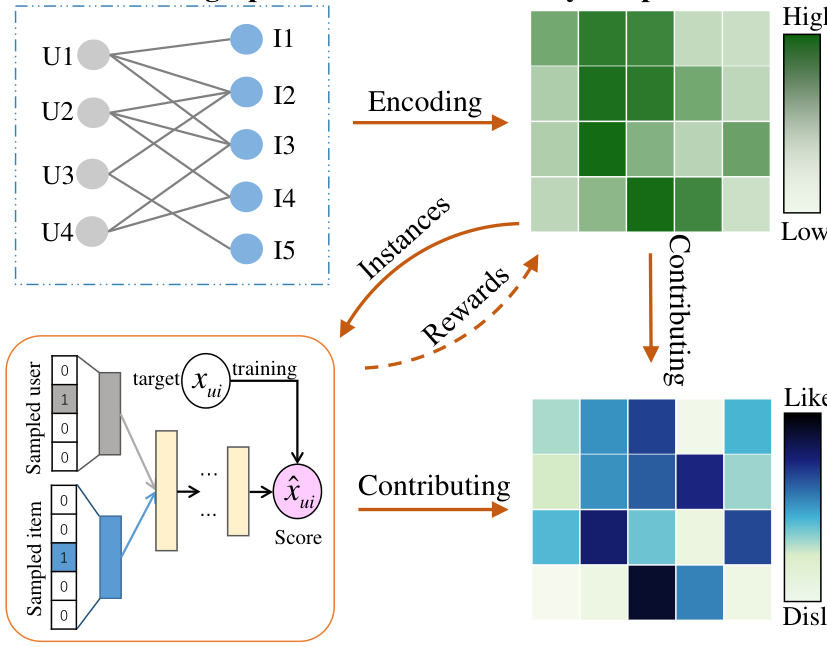 U1
U2
U3
U4
I1
I2
I3
I4
I5
Encoding
High
Low
Instances
Rewards
Contributing
Sampled user
0
1
0
0
Sampled item
0
0
1
0
0
target
x_ui
training
...
...
x̂_ui
Score
Contributing
Like
Disl